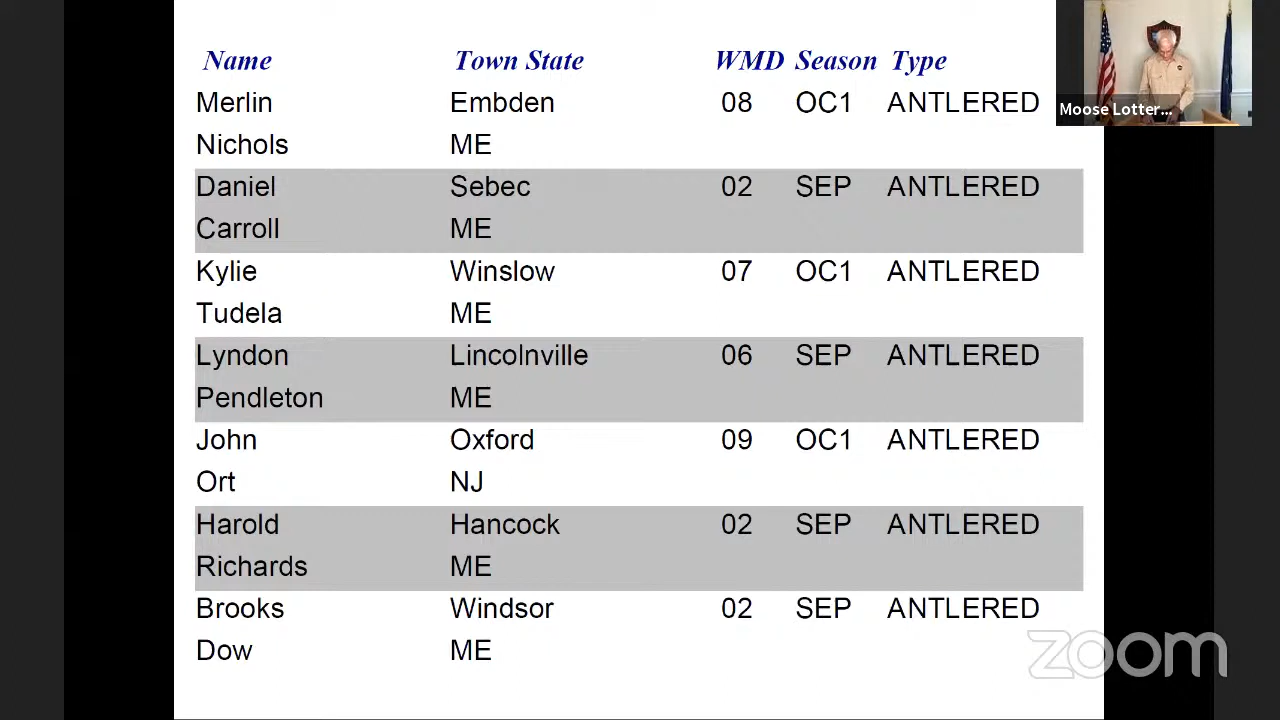 Name Town State WMD Season Type
Merlin Embden 08 OC1 ANTLERED
Nichols ME
Daniel Sebec 02 SEP ANTLERED
Carroll ME
Kylie Winslow 07 OC1 ANTLERED
Tudela ME
Lyndon Lincolnville 06 SEP ANTLERED
Pendleton ME
John Oxford 09 OC1 ANTLERED
Ort NJ
Harold Hancock 02 SEP ANTLERED
Richards ME
Brooks Windsor 02 SEP ANTLERED
Dow ME
Moose Lotter...
zoom